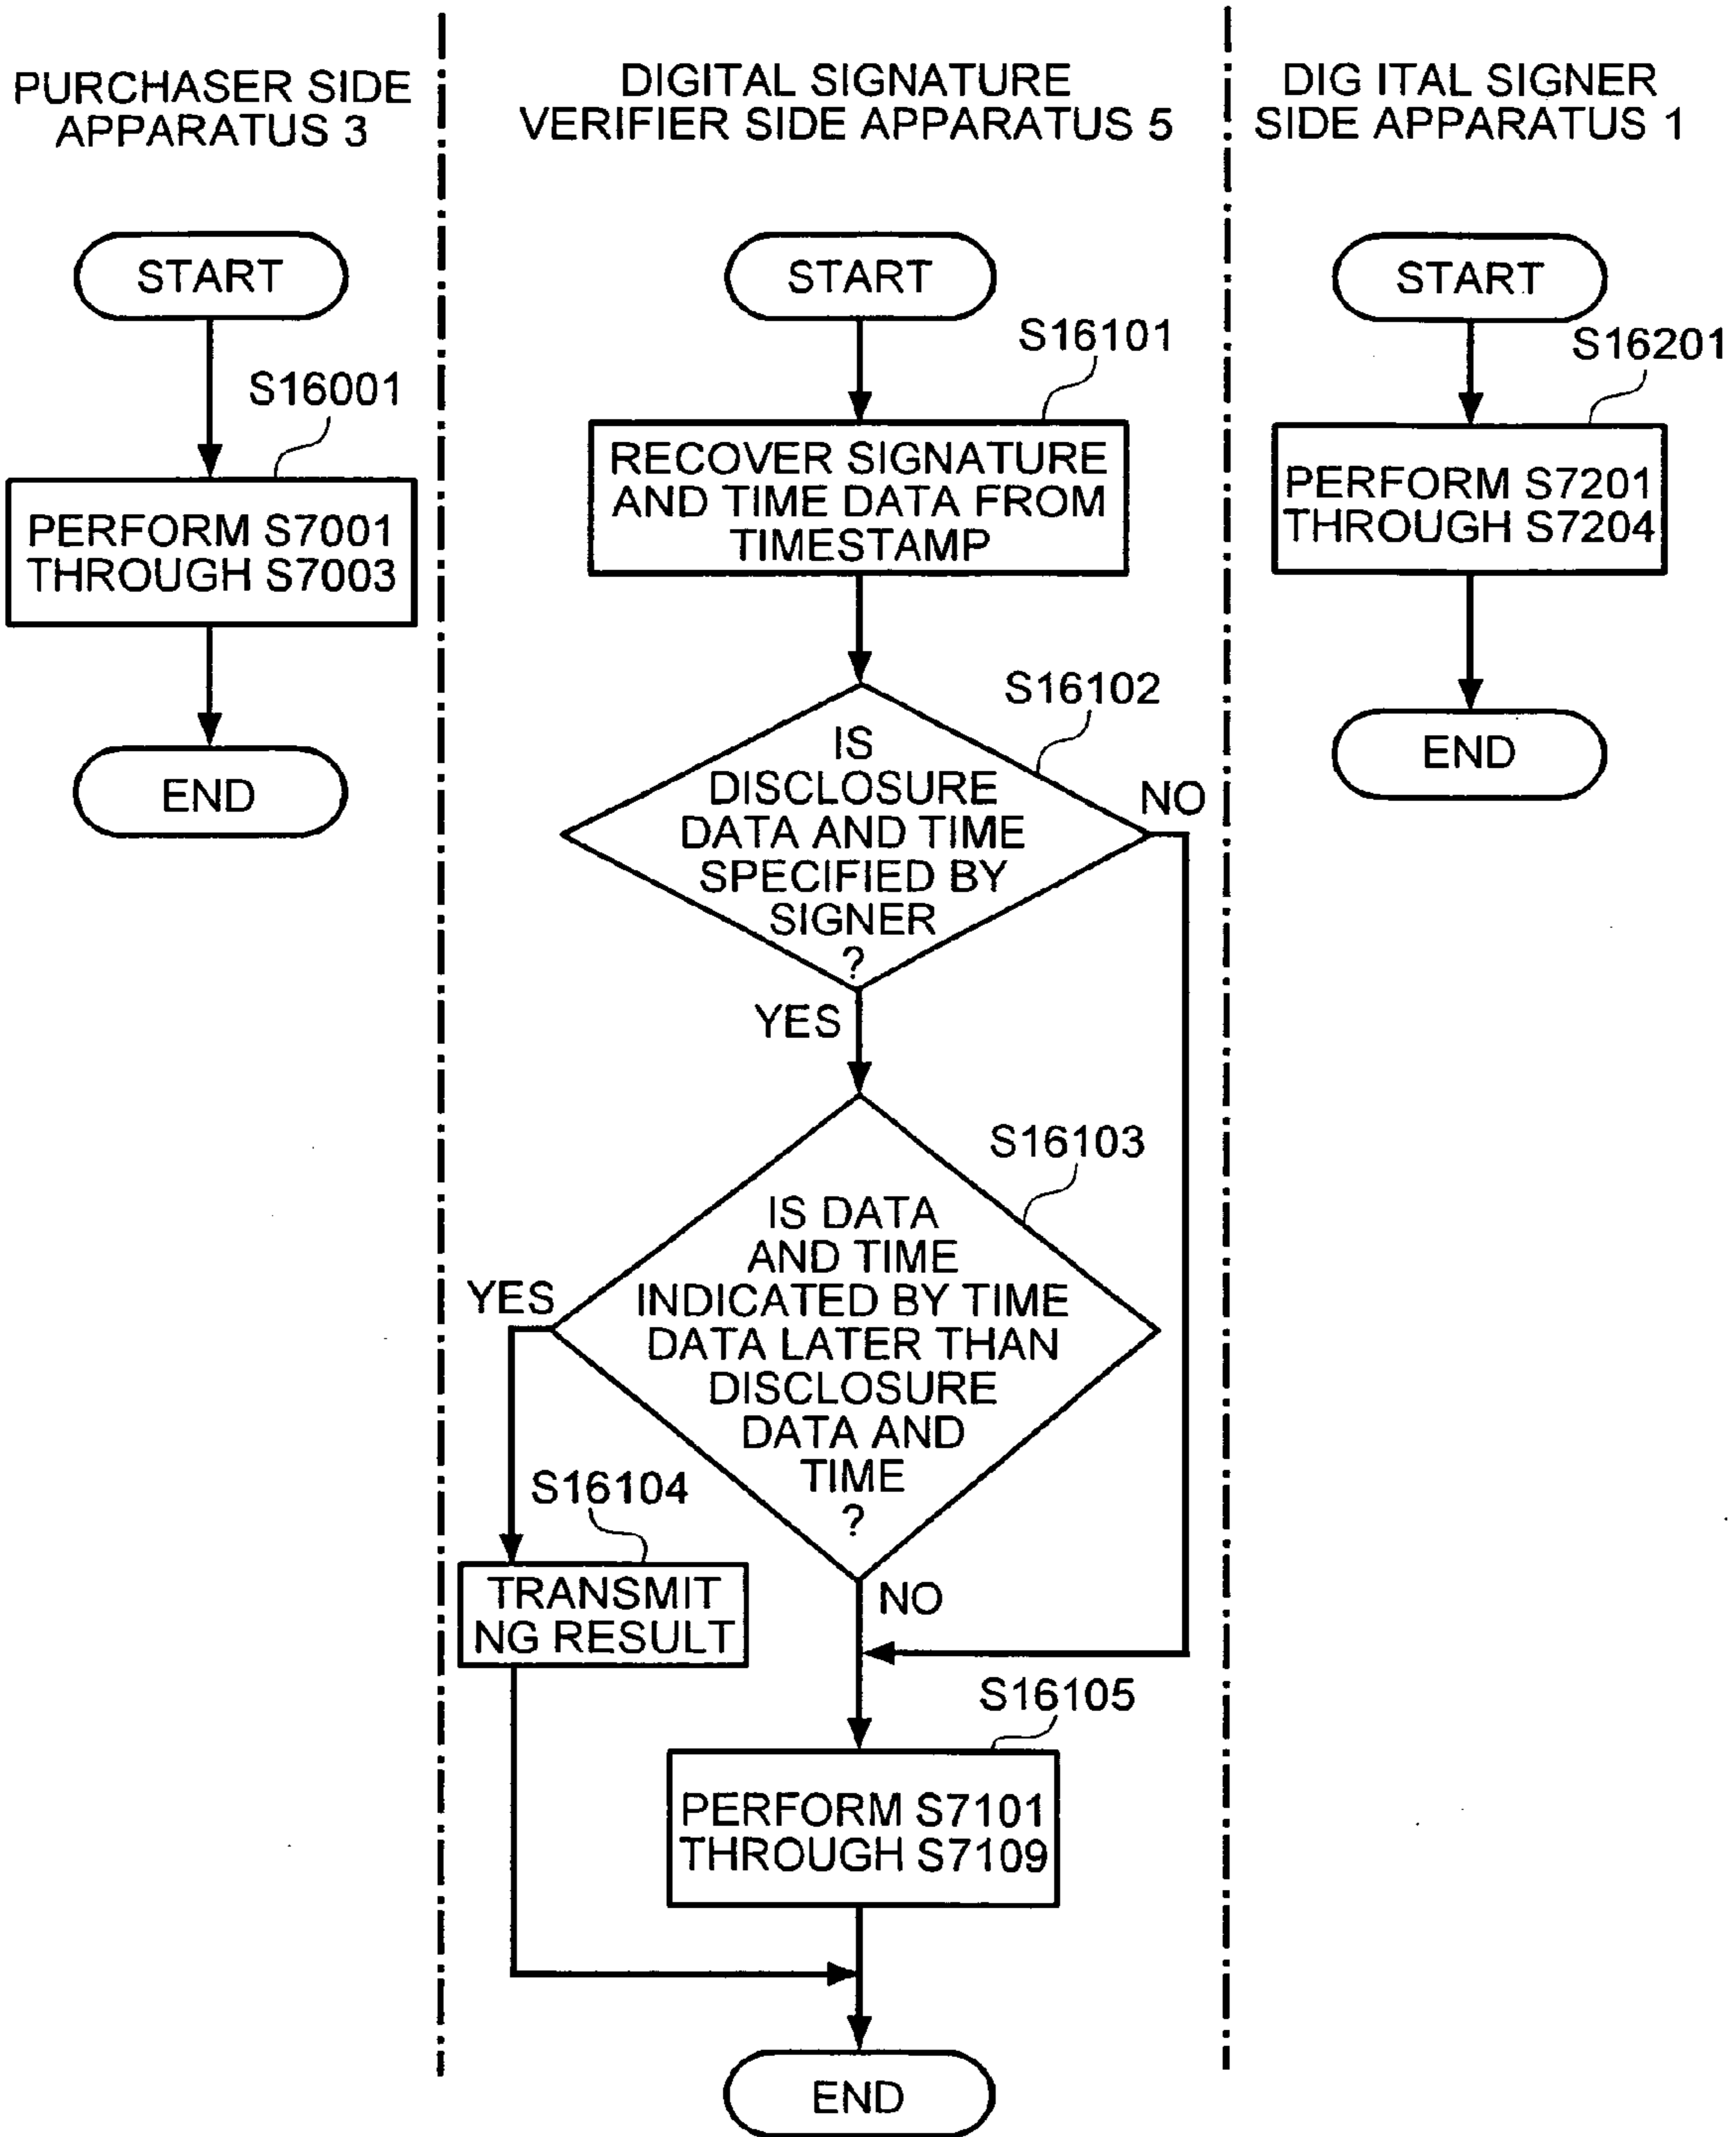 PURCHASER SIDE
APPARATUS 3
START
S16001
PERFORM S7001
THROUGH S7003
END
DIGITAL SIGNATURE
VERIFIER SIDE APPARATUS 5
START
S16101
RECOVER SIGNATURE
AND TIME DATA FROM
TIMESTAMP
S16102
IS
DISCLOSURE
DATA AND TIME
SPECIFIED BY
SIGNER
?
NO
YES
S16103
IS DATA
AND TIME
INDICATED BY TIME
DATA LATER THAN
DISCLOSURE
DATA AND
TIME
?
YES
NO
S16104
TRANSMIT
NG RESULT
S16105
PERFORM S7101
THROUGH S7109
END
DIG ITAL SIGNER
SIDE APPARATUS 1
START
S16201
PERFORM S7201
THROUGH S7204
END